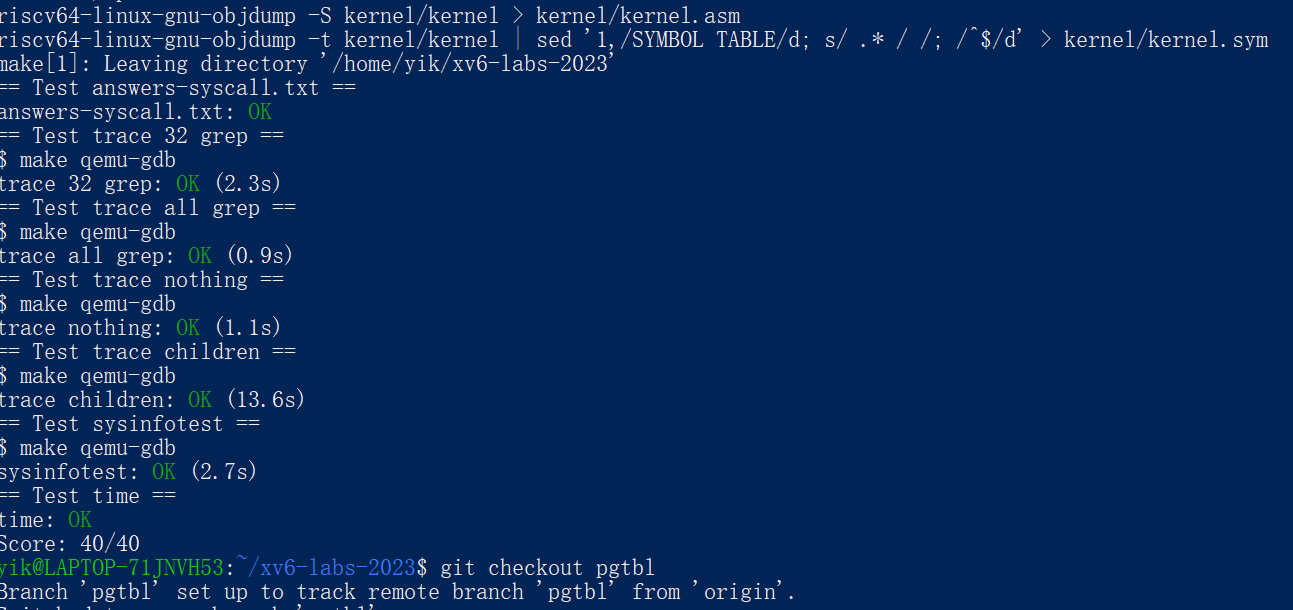 riscv64-linux-gnu-objdump -S kernel/kernel > kernel/kernel.asm
riscv64-linux-gnu-objdump -t kernel/kernel | sed '1,/SYMBOL TABLE/d; s/ .* / /; /^$/d' > kernel/kernel.sym
make[1]: Leaving directory '/home/yik/xv6-labs-2023'
== Test answers-syscall.txt ==
answers-syscall.txt: OK
== Test trace 32 grep ==
$ make qemu-gdb
trace 32 grep: OK (2.3s)
== Test trace all grep ==
$ make qemu-gdb
trace all grep: OK (0.9s)
== Test trace nothing ==
$ make qemu-gdb
trace nothing: OK (1.1s)
== Test trace children ==
$ make qemu-gdb
trace children: OK (13.6s)
== Test sysinfotest ==
$ make qemu-gdb
sysinfotest: OK (2.7s)
== Test time ==
time: OK
Score: 40/40
yik@LAPTOP-71JNVH53:~/xv6-labs-2023$ git checkout pgtbl
Branch 'pgtbl' set up to track remote branch 'pgtbl' from 'origin'.